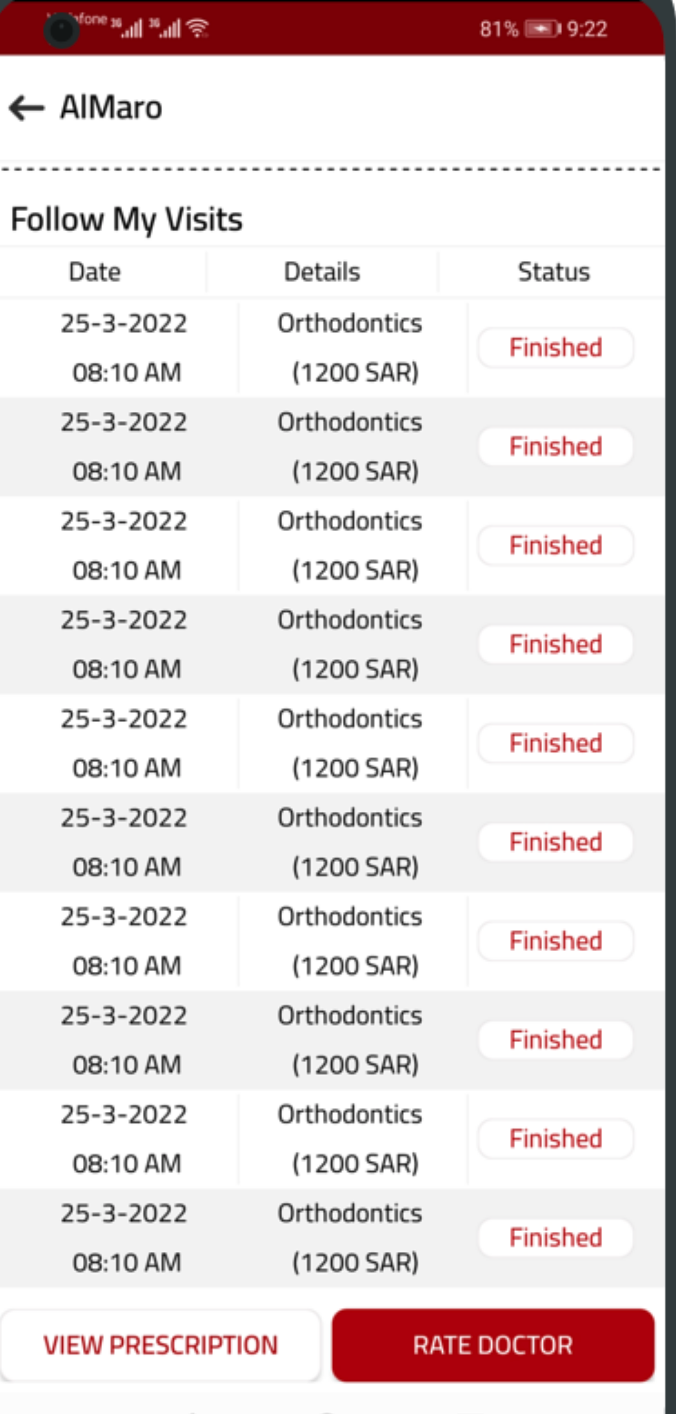 36 36 81% 9:22
AlMaro
Follow My Visits
Date Details Status
25-3-2022 Orthodontics
Finished
08:10 AM (1200 SAR)
25-3-2022 Orthodontics
Finished
08:10 AM (1200 SAR)
25-3-2022 Orthodontics
Finished
08:10 AM (1200 SAR)
25-3-2022 Orthodontics
Finished
08:10 AM (1200 SAR)
25-3-2022 Orthodontics
Finished
08:10 AM (1200 SAR)
25-3-2022 Orthodontics
Finished
08:10 AM (1200 SAR)
25-3-2022 Orthodontics
Finished
08:10 AM (1200 SAR)
25-3-2022 Orthodontics
Finished
08:10 AM (1200 SAR)
25-3-2022 Orthodontics
Finished
08:10 AM (1200 SAR)
25-3-2022 Orthodontics
Finished
08:10 AM (1200 SAR)
VIEW PRESCRIPTION RATE DOCTOR